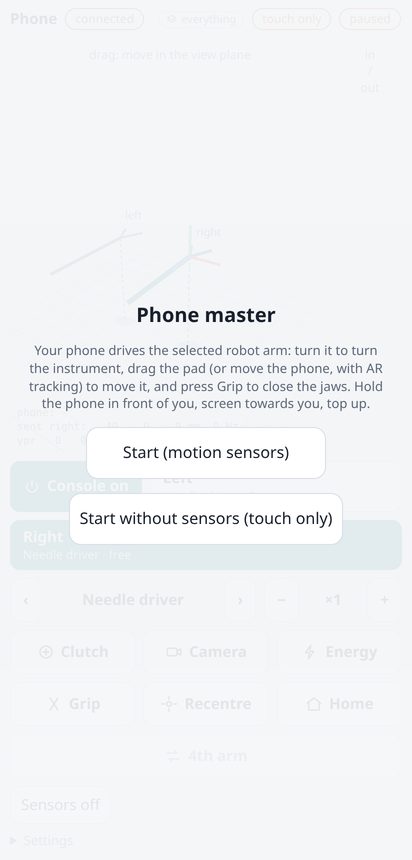 Phone connected everything touch only paused
drag: move in the view plane
in
/
out
left
right
Phone master
Your phone drives the selected robot arm: turn it to turn
the instrument, drag the pad (or move the phone, with AR
tracking) to move it, and press Grip to close the jaws. Hold
the phone in front of you, screen towards you, top up.
Start (motion sensors)
Console on
Left
Start without sensors (touch only)
Right
Needle driver · free
‹ Needle driver › − ×1 +
Clutch Camera Energy
Grip Recentre Home
4th arm
Sensors off
Settings